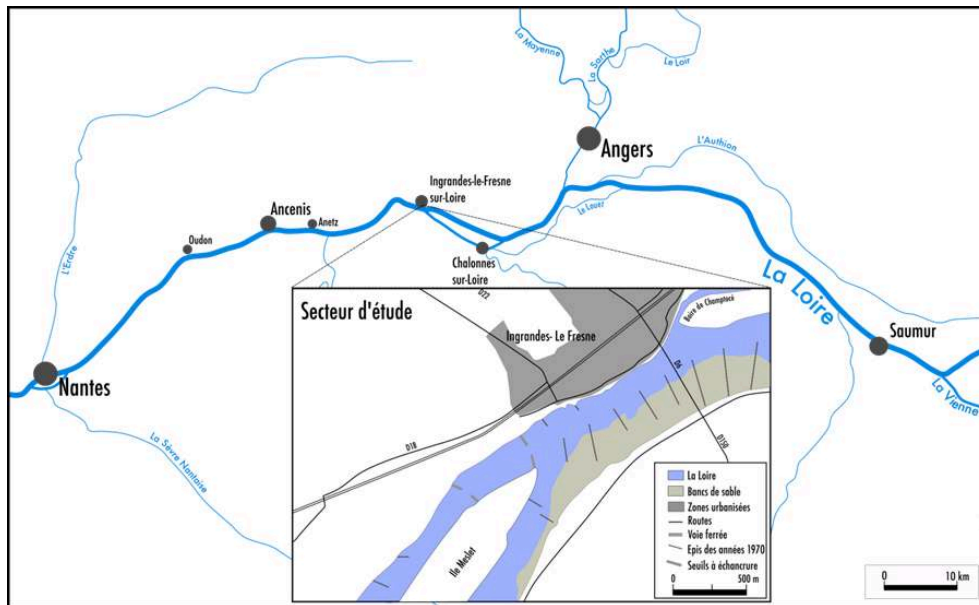 La Mayenne
La Sarthe
Le Loir
Angers
L'Authion
Ingrandes-le-Fresne
sur-Loire
Le Louet
Ancenis
Anetz
Oudon
L'Erdre
Chalonnes
sur-Loire
La Loire
Saumur
La Vienne
Nantes
La Sèvre Nantaise
Secteur d'étude
D22
Boire de Champtocé
Ingrandes- Le Fresne
D6
D18
D150
Ile Meslet
La Loire
Bancs de sable
Zones urbanisées
Routes
Voie ferrée
Epis des années 1970
Seuils à échancrure
0 500 m
0 10 km